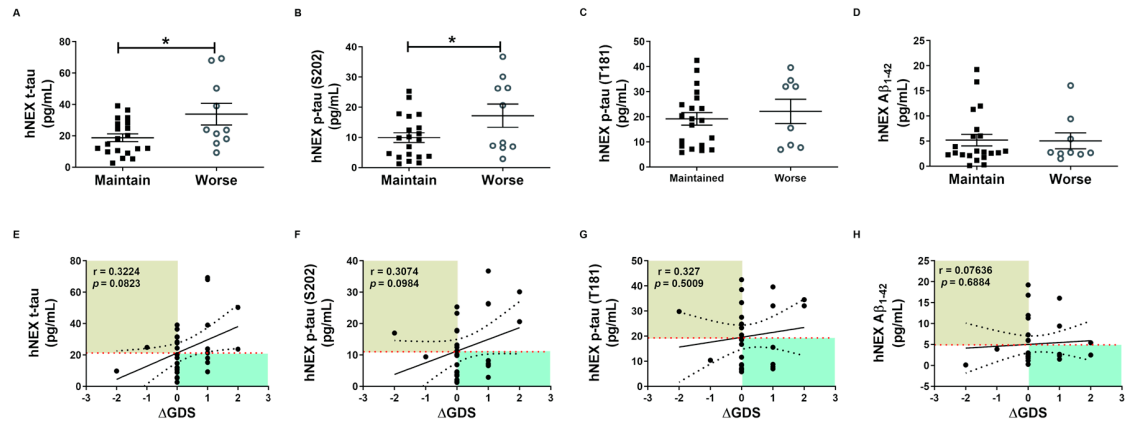 A
hNEX t-tau
(pg/mL)
80
60
40
20
0
*
Maintain
Worse
B
hNEX p-tau (S202)
(pg/mL)
40
30
20
10
0
*
Maintain
Worse
C
hNEX p-tau (T181)
(pg/mL)
50
40
30
20
10
0
Maintained
Worse
D
hNEX Aβ1-42
(pg/mL)
25
20
15
10
5
0
Maintain
Worse
E
hNEX t-tau
(pg/mL)
80
60
40
20
0
r = 0.3224
p = 0.0823
-3 -2 -1 0 1 2 3
ΔGDS
F
hNEX p-tau (S202)
(pg/mL)
40
30
20
10
0
r = 0.3074
p = 0.0984
-3 -2 -1 0 1 2 3
ΔGDS
G
hNEX p-tau (T181)
(pg/mL)
50
40
30
20
10
0
r = 0.327
p = 0.5009
-3 -2 -1 0 1 2 3
ΔGDS
H
hNEX Aβ1-42
(pg/mL)
25
20
15
10
5
0
-5
r = 0.07636
p = 0.6884
-3 -2 -1 0 1 2 3
ΔGDS